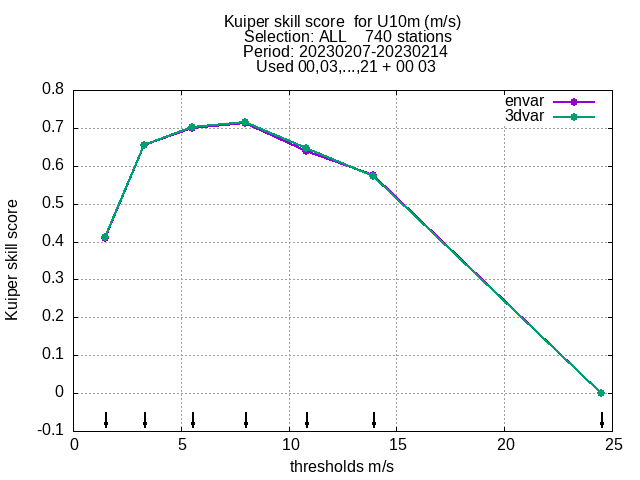 Kuiper skill score  for U10m (m/s)
Selection: ALL    740 stations
Period: 20230207-20230214
Used 00,03,...,21 + 00 03
envar
3dvar
0.8
0.7
0.6
0.5
0.4
0.3
0.2
0.1
0
-0.1
Kuiper skill score
0 5 10 15 20 25
thresholds m/s